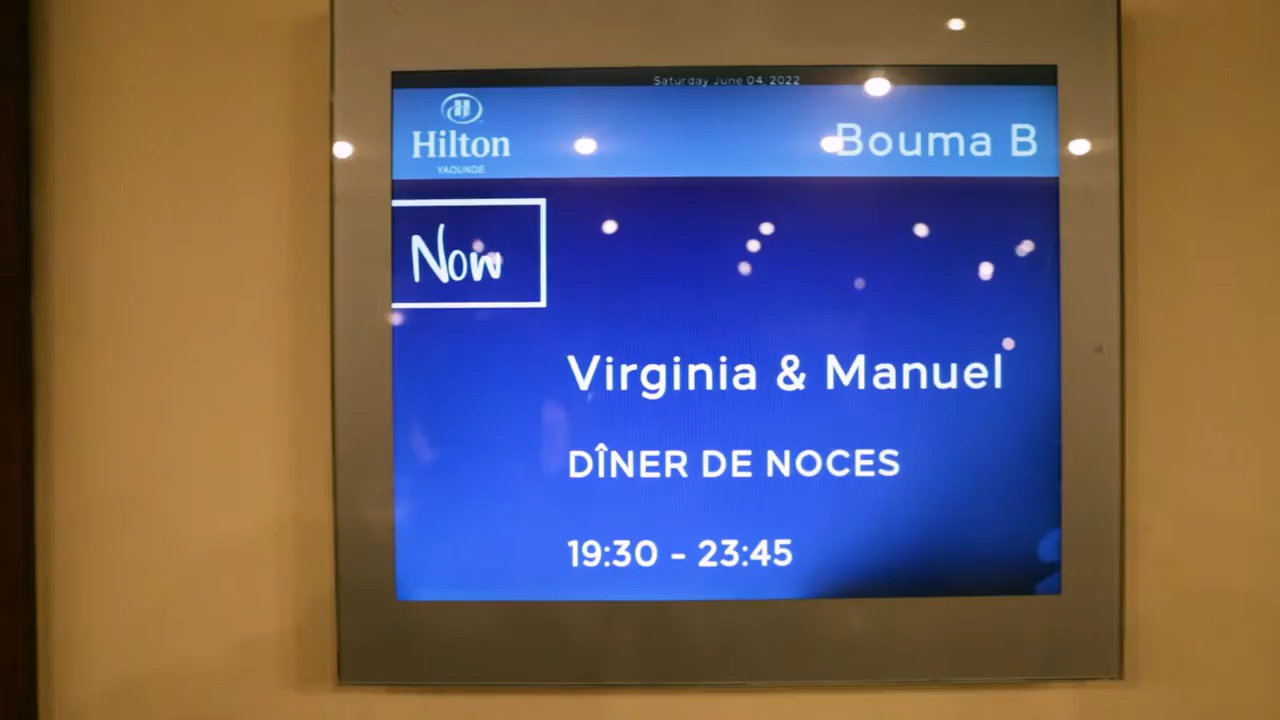 Saturday June 04, 2022
Hilton
YAOUNDE
Bouma B
Now
Virginia & Manuel
DÎNER DE NOCES
19:30 - 23:45